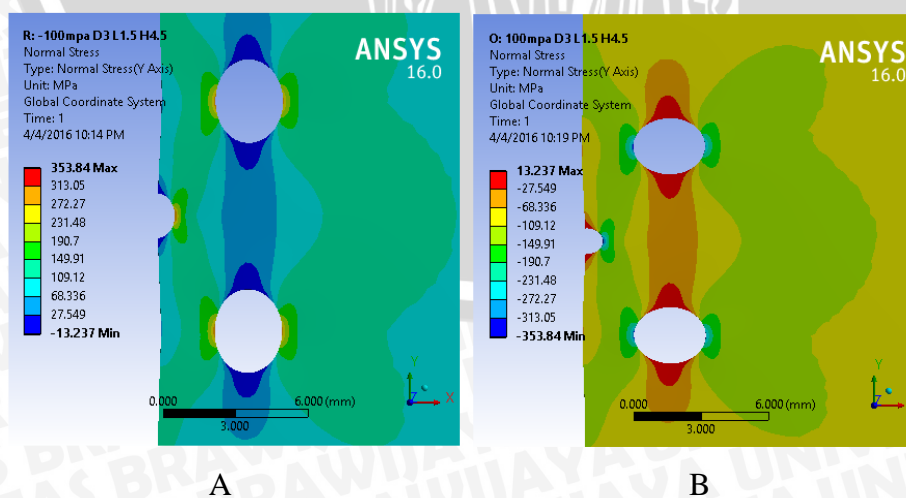 R: -100mpa D3 L1.5 H4.5
Normal Stress
Type: Normal Stress(Y Axis)
Unit: MPa
Global Coordinate System
Time: 1
4/4/2016 10:14 PM
353.84 Max
313.05
272.27
231.48
190.7
149.91
109.12
68.336
27.549
-13.237 Min
ANSYS
16.0
0.000
6.000 (mm)
3.000
Y
Z
X
O: 100mpa D3 L1.5 H4.5
Normal Stress
Type: Normal Stress(Y Axis)
Unit: MPa
Global Coordinate System
Time: 1
4/4/2016 10:19 PM
13.237 Max
-27.549
-68.336
-109.12
-149.91
-190.7
-231.48
-272.27
-313.05
-353.84 Min
ANSYS
16.0
0.000
6.000 (mm)
3.000
Y
Z
X
A
B